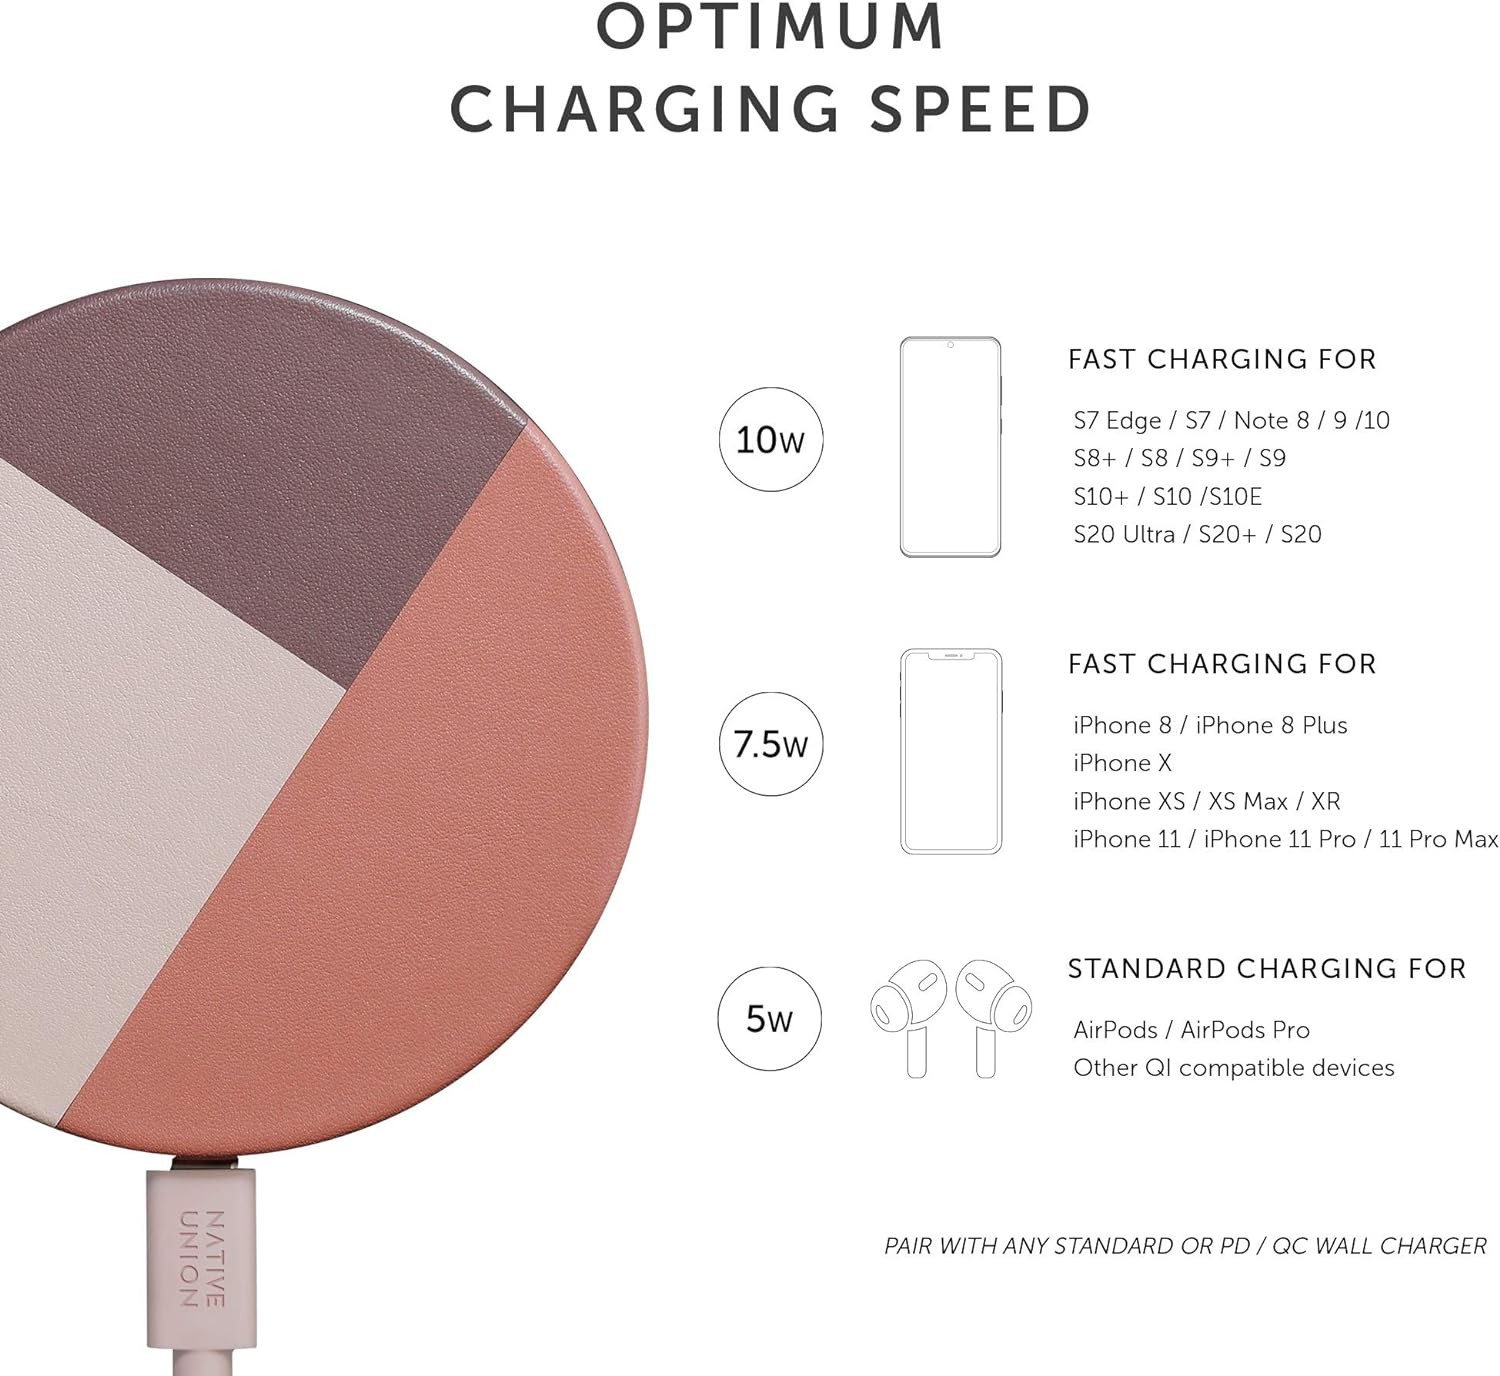 OPTIMUM
CHARGING SPEED
10W
FAST CHARGING FOR
S7 Edge / S7 / Note 8 / 9 /10
S8+ / S8 / S9+ / S9
S10+ / S10 /S10E
S20 Ultra / S20+ / S20
7.5W
FAST CHARGING FOR
iPhone 8 / iPhone 8 Plus
iPhone X
iPhone XS / XS Max / XR
iPhone 11 / iPhone 11 Pro / 11 Pro Max
5W
STANDARD CHARGING FOR
AirPods / AirPods Pro
Other QI compatible devices
NATIVE
UNION
PAIR WITH ANY STANDARD OR PD / QC WALL CHARGER